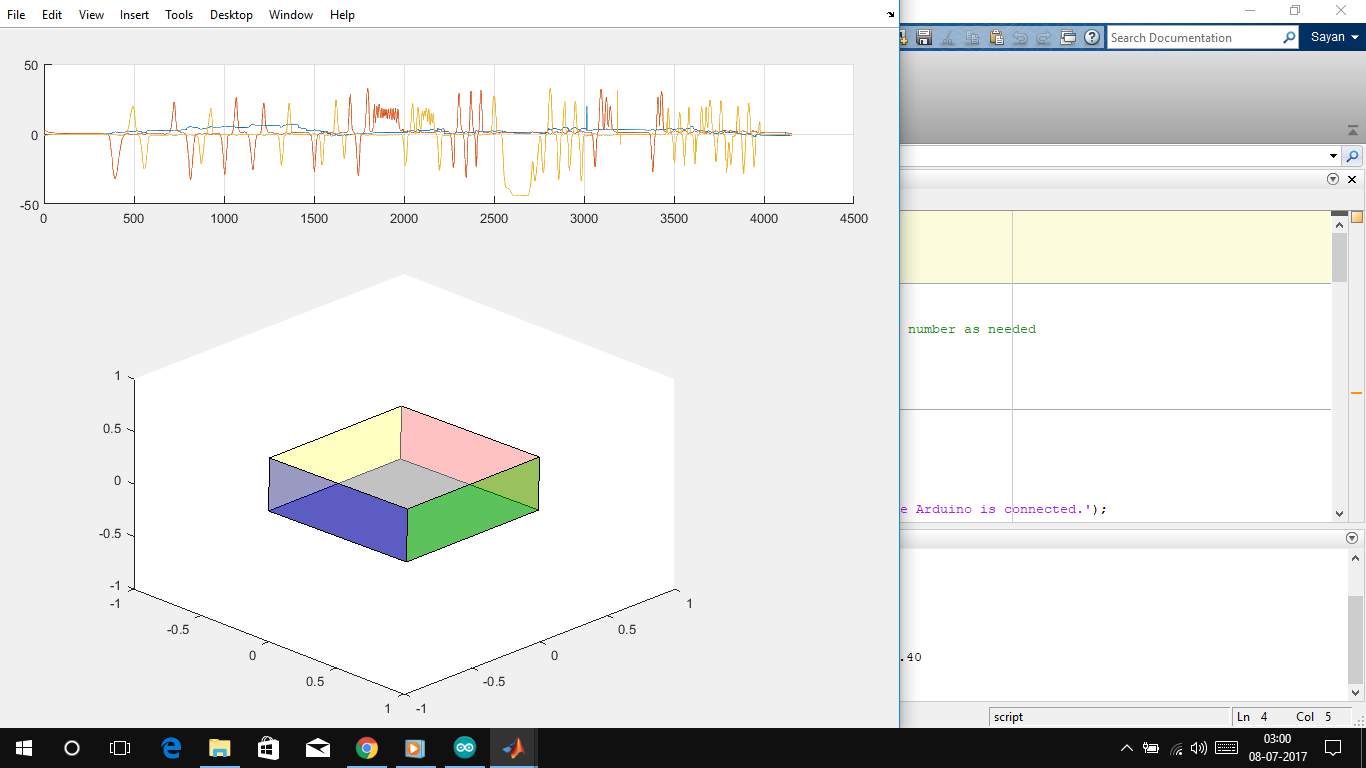 File Edit View Insert Tools Desktop Window Help
Search Documentation
Sayan
50
0
-50
0 500 1000 1500 2000 2500 3000 3500 4000 4500
number as needed
1
0.5
0
-0.5
-1
-1
-0.5
0
0.5
1
-1
-0.5
0
0.5
1
e Arduino is connected.');
.40
script
Ln 4 Col 5
03:00
08-07-2017